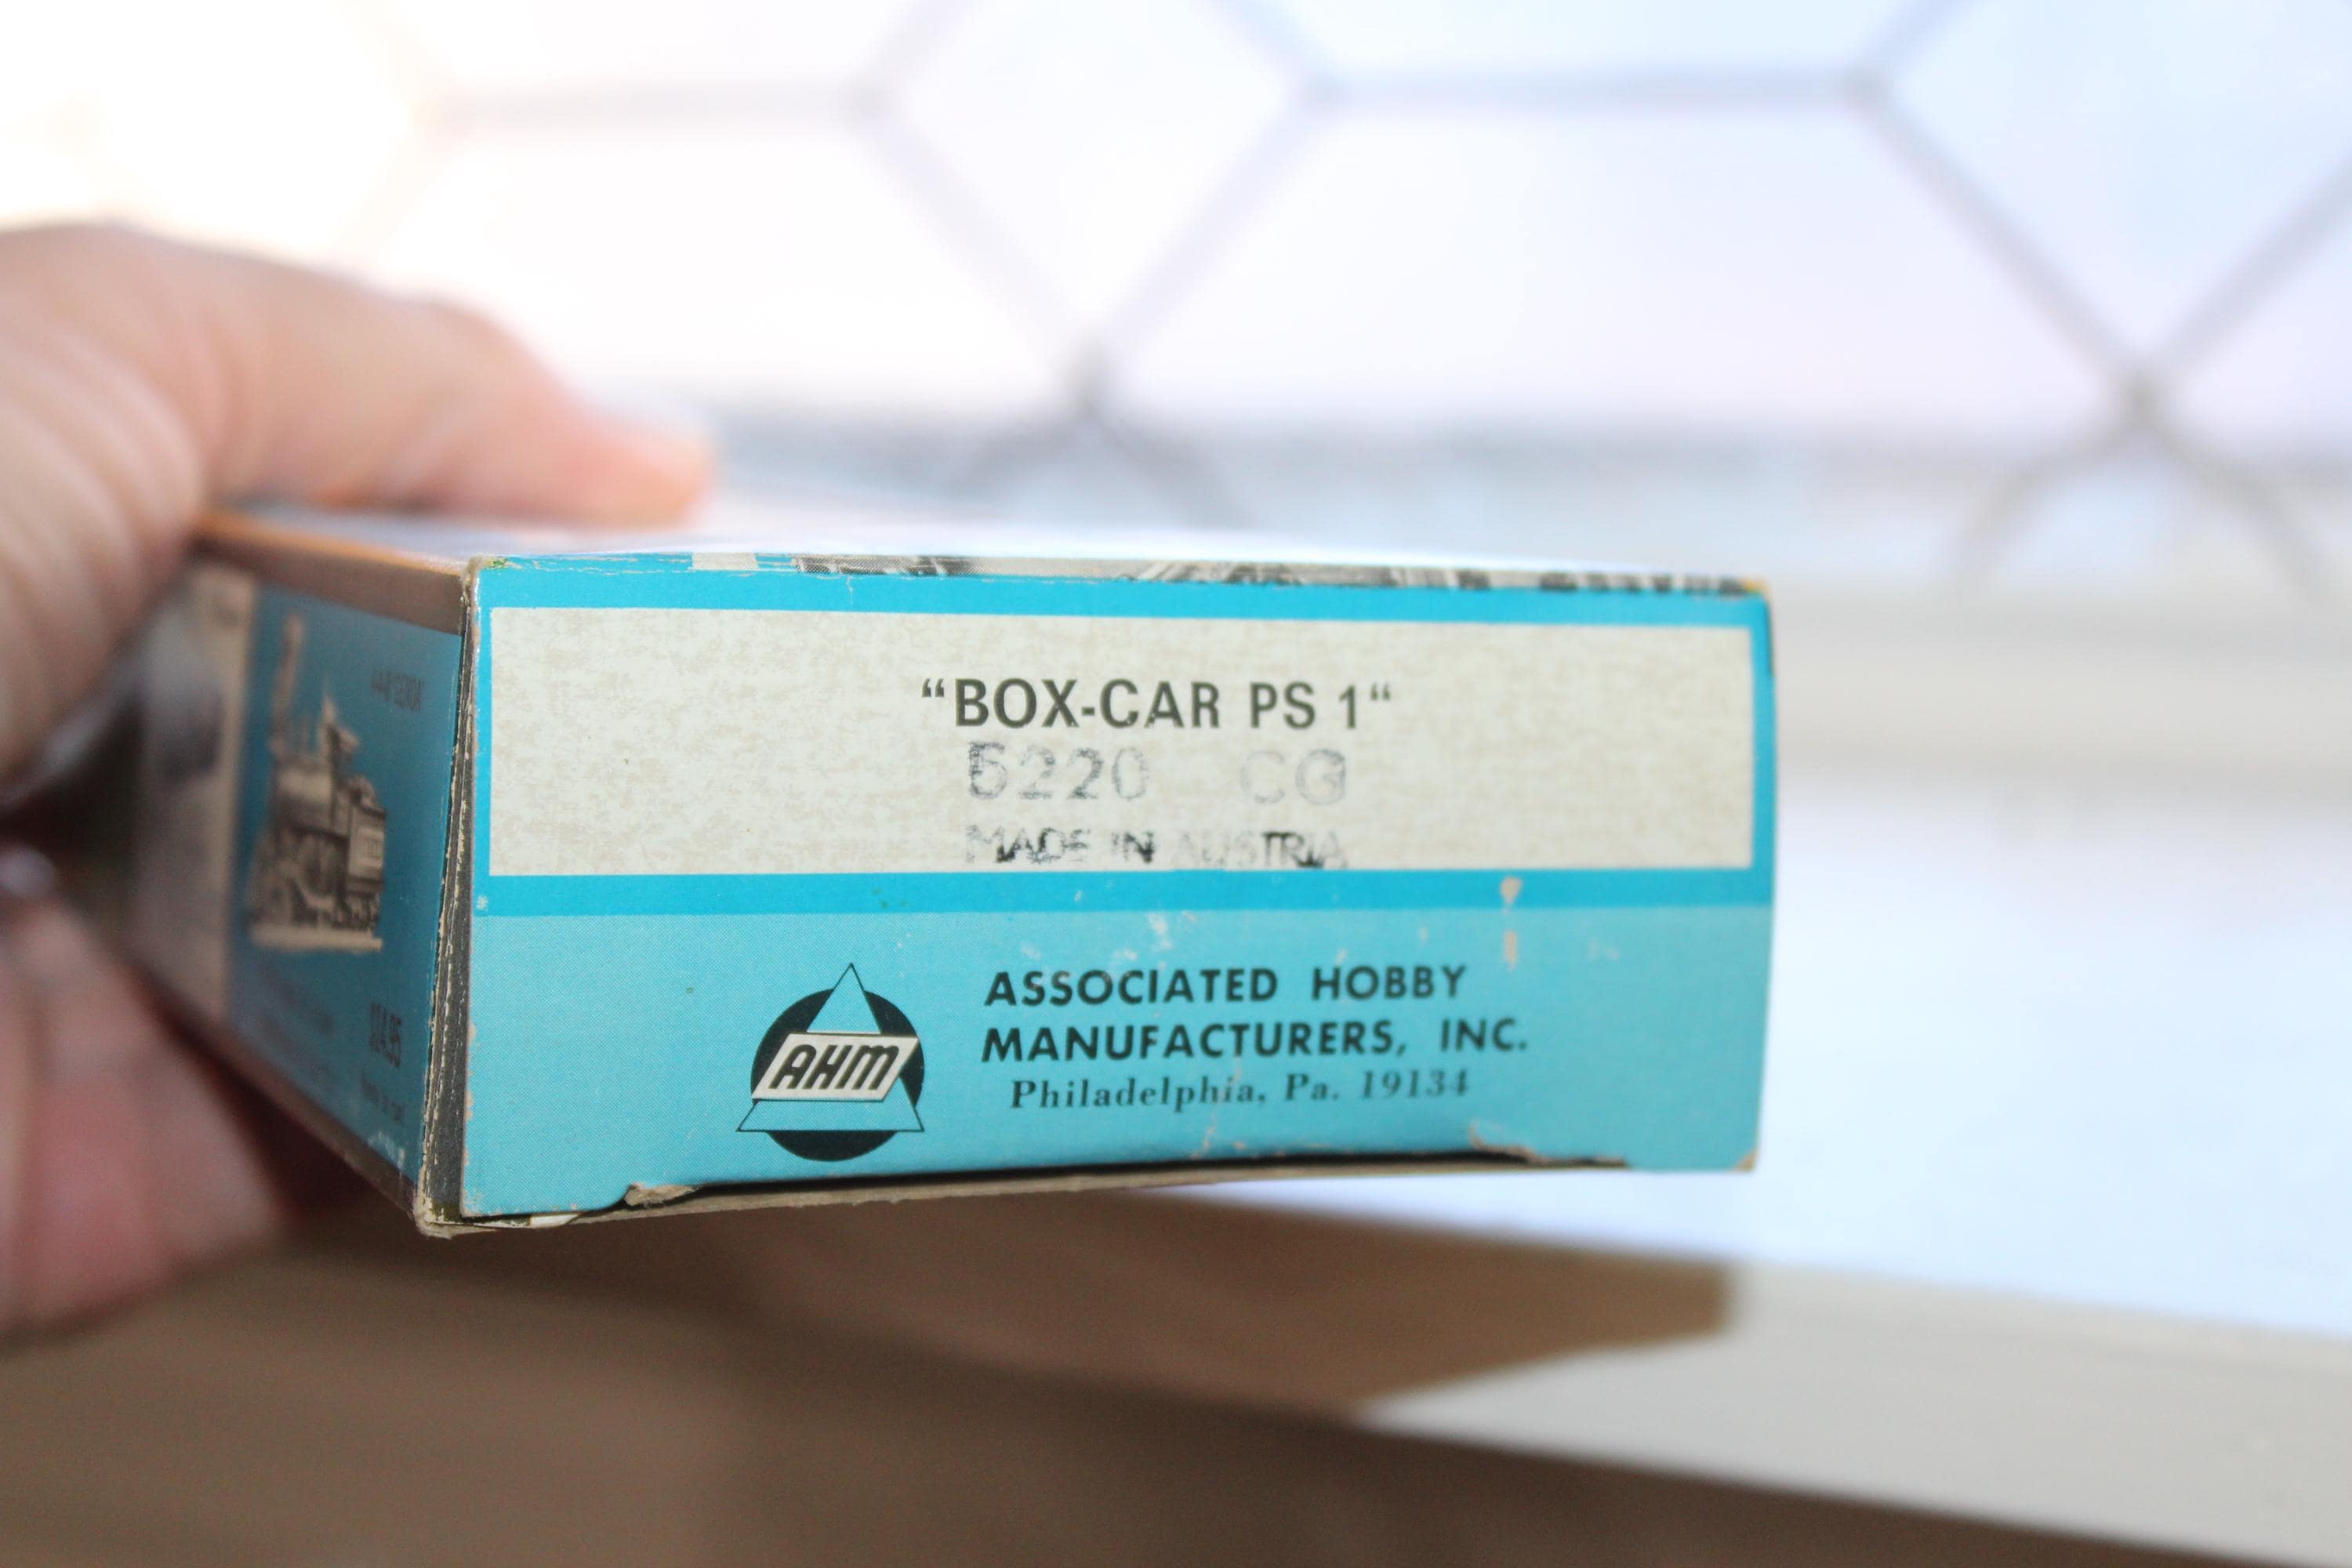 “BOX-CAR PS 1“
5220 CG
MADE IN AUSTRIA
AHM
ASSOCIATED HOBBY
MANUFACTURERS, INC.
Philadelphia, Pa. 19134